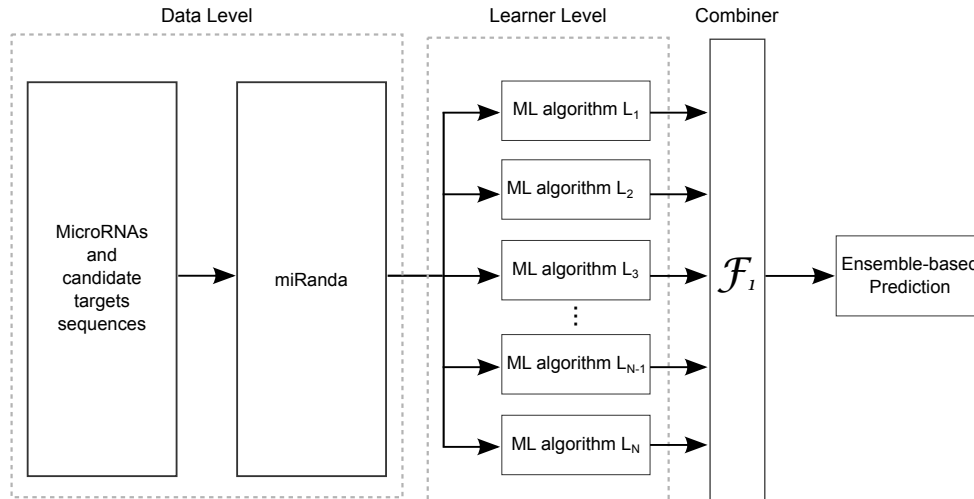 Data Level
Learner Level
Combiner
MicroRNAs
and
candidate
targets
sequences
miRanda
ML algorithm L1
ML algorithm L2
ML algorithm L3
⋮
ML algorithm LN-1
ML algorithm LN
ℱ1
Ensemble-based
Prediction